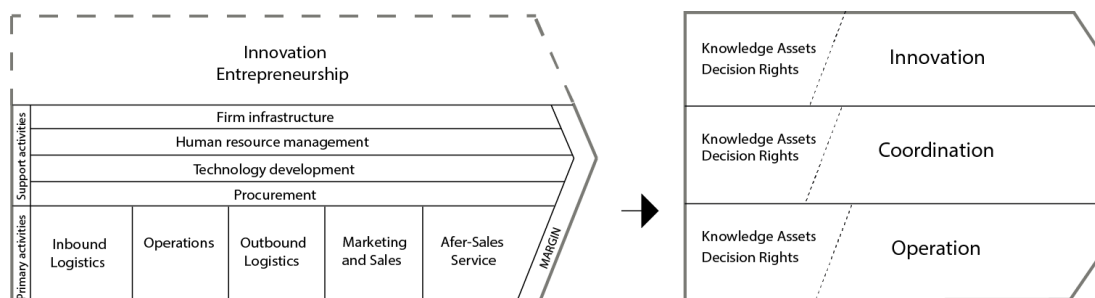 Innovation
Entrepreneurship
Support activities
Firm infrastructure
Human resource management
Technology development
Procurement
Primary activities
Inbound
Logistics
Operations
Outbound
Logistics
Marketing
and Sales
Afer-Sales
Service
MARGIN
Knowledge Assets
Decision Rights
Innovation
Knowledge Assets
Decision Rights
Coordination
Knowledge Assets
Decision Rights
Operation